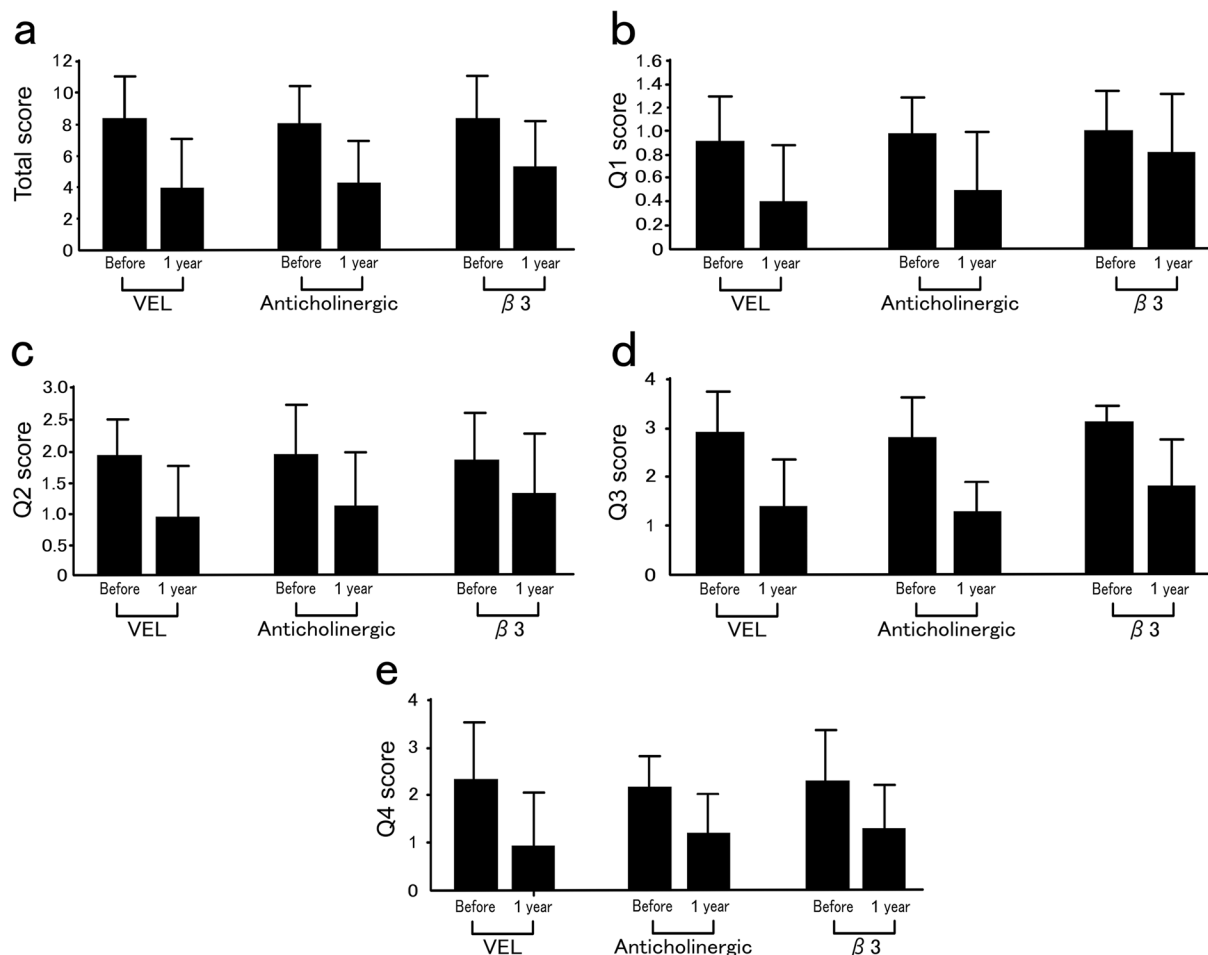 a
Total score
12
10
8
6
4
2
0
Before 1 year Before 1 year Before 1 year
VEL Anticholinergic β 3
b
Q1 score
1.6
1.4
1.2
1.0
0.8
0.6
0.4
0.2
0
Before 1 year Before 1 year Before 1 year
VEL Anticholinergic β 3
c
Q2 score
3.0
2.5
2.0
1.5
1.0
0.5
0
Before 1 year Before 1 year Before 1 year
VEL Anticholinergic β 3
d
Q3 score
4
3
2
1
0
Before 1 year Before 1 year Before 1 year
VEL Anticholinergic β 3
e
Q4 score
4
3
2
1
0
Before 1 year Before 1 year Before 1 year
VEL Anticholinergic β 3